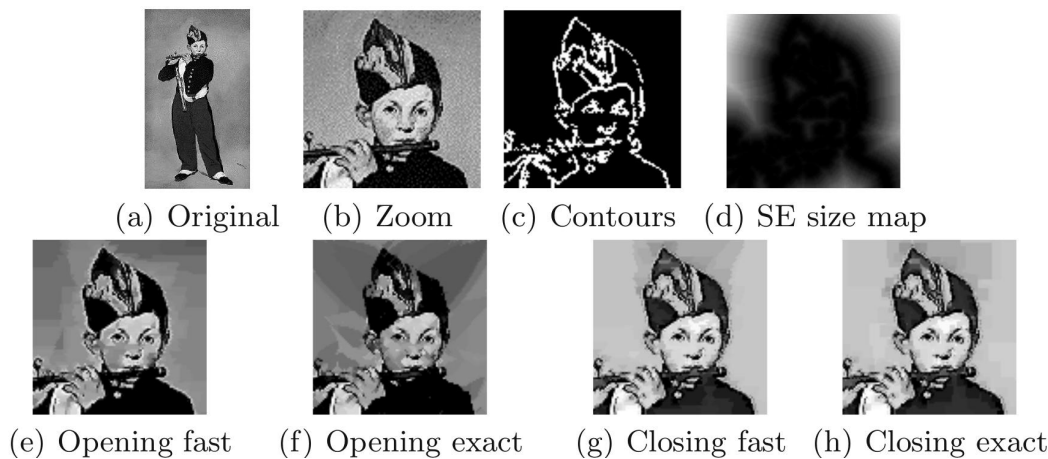 (a) Original (b) Zoom (c) Contours (d) SE size map
(e) Opening fast (f) Opening exact (g) Closing fast (h) Closing exact